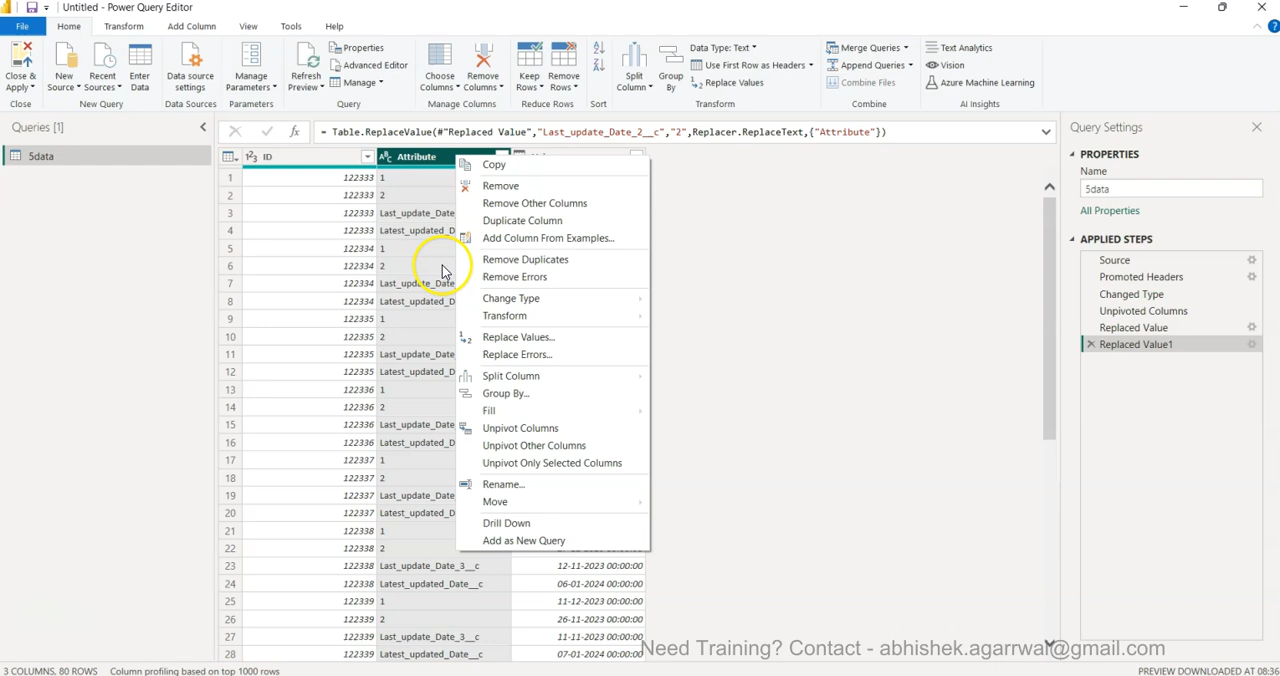 Untitled - Power Query Editor
File Home Transform Add Column View Tools Help
Close & Apply New Source Recent Sources Enter Data Data source settings Manage Parameters Refresh Preview Properties Advanced Editor Manage Choose Columns Remove Columns Keep Rows Remove Rows Split Column Group By Data Type: Text Use First Row as Headers Replace Values Merge Queries Append Queries Combine Files Text Analytics Vision Azure Machine Learning
Close New Query Data Sources Parameters Query Manage Columns Reduce Rows Sort Transform Combine AI Insights
Queries [1]
= Table.ReplaceValue(#"Replaced Value","Last_update_Date_2__c","2",Replacer.ReplaceText,{"Attribute"})
5data
ID Attribute
1 122333 1
2 122333 2
3 122333 Last_update_Date_
4 122333 Latest_updated_D
5 122334 1
6 122334 2
7 122334 Last_update_Date_
8 122334 Latest_updated_D
9 122335 1
10 122335 2
11 122335 Last_update_Date_
12 122335 Latest_updated_D
13 122336 1
14 122336 2
15 122336 Last_update_Date_
16 122336 Latest_updated_D
17 122337 1
18 122337 2
19 122337 Last_update_Date_
20 122337 Latest_updated_D
21 122338 1
22 122338 2
23 122338 Last_update_Date_3__c 12-11-2023 00:00:00
24 122338 Latest_updated_Date__c 06-01-2024 00:00:00
25 122339 1 11-12-2023 00:00:00
26 122339 2 26-11-2023 00:00:00
27 122339 Last_update_Date_3__c 11-11-2023 00:00:00
28 122339 Latest_updated_Date__c 07-01-2024 00:00:00
Copy
Remove
Remove Other Columns
Duplicate Column
Add Column From Examples...
Remove Duplicates
Remove Errors
Change Type
Transform
Replace Values...
Replace Errors...
Split Column
Group By...
Fill
Unpivot Columns
Unpivot Other Columns
Unpivot Only Selected Columns
Rename...
Move
Drill Down
Add as New Query
Query Settings
PROPERTIES
Name
5data
All Properties
APPLIED STEPS
Source
Promoted Headers
Changed Type
Unpivoted Columns
Replaced Value
Replaced Value1
Need Training? Contact - abhishek.agarrwal@gmail.com
3 COLUMNS, 80 ROWS Column profiling based on top 1000 rows
PREVIEW DOWNLOADED AT 08:36